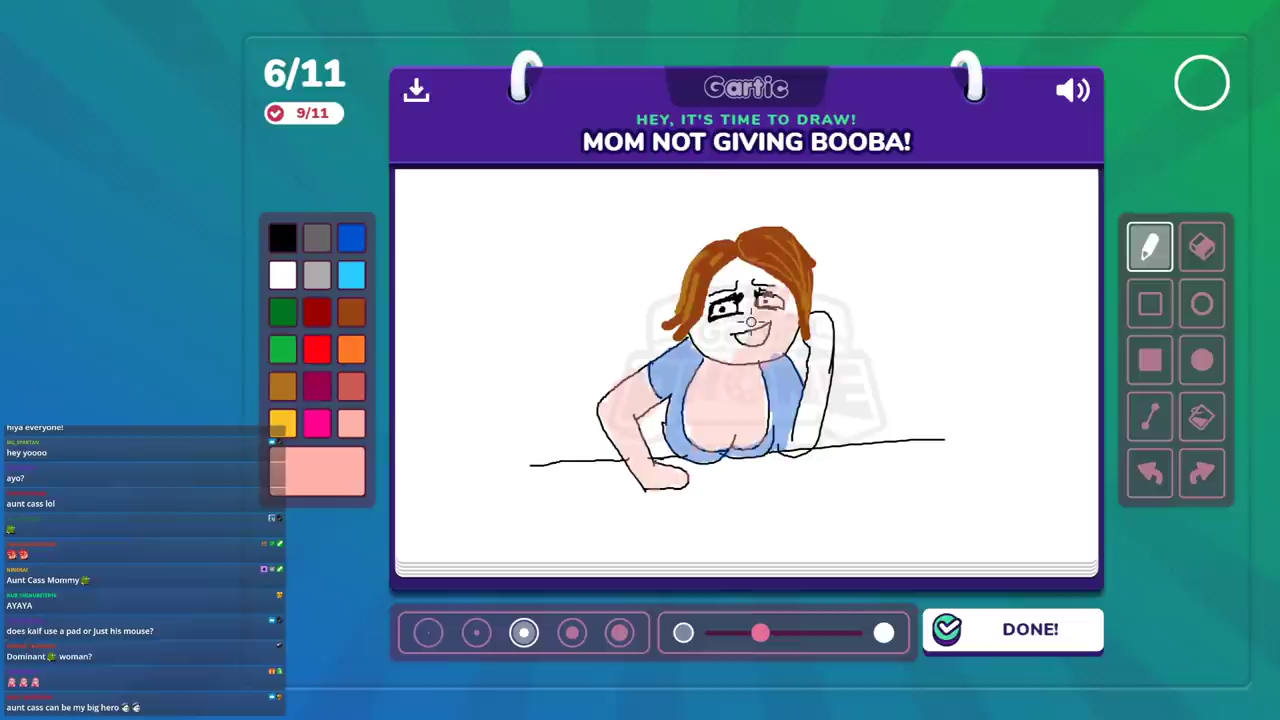 6/11
9/11
Gartic
HEY, IT'S TIME TO DRAW!
MOM NOT GIVING BOOBA!
DONE!
hiya everyone!
hey yoooo
ayo?
aunt cass lol
Aunt Cass Mommy
AYAYA
does kaif use a pad or just his mouse?
Dominant woman?
aunt cass can be my big hero